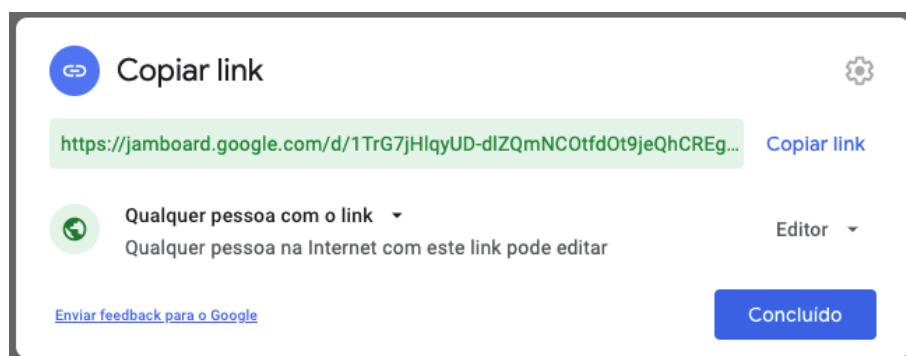 Copiar link
https://jamboard.google.com/d/1TrG7jHlqyUD-dlZQmNCOtfdOt9jeQhCREg... Copiar link
Qualquer pessoa com o link
Qualquer pessoa na Internet com este link pode editar
Editor
Enviar feedback para o Google
Concluído